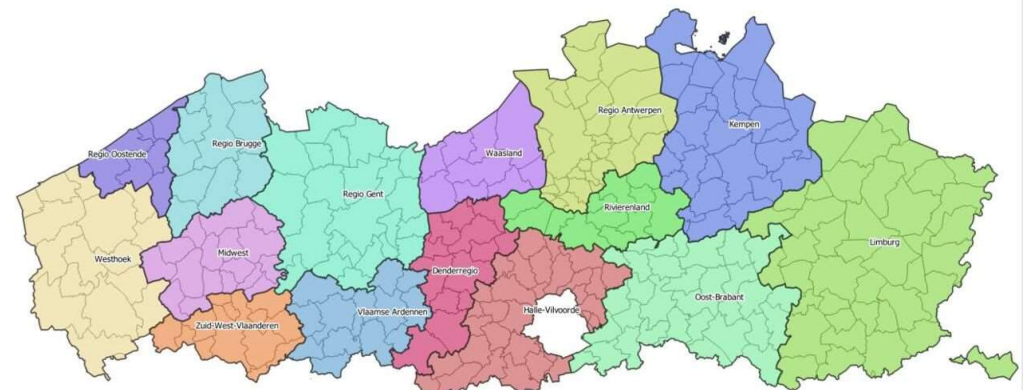 Regio Antwerpen
Kempen
Regio Brugge
Regio Oostende
Waasland
Regio Gent
Rivierenland
Limburg
Midwest
Westhoek
Denderregio
Oost-Brabant
Halle-Vilvoorde
Vlaamse Ardennen
Zuid-West-Vlaanderen